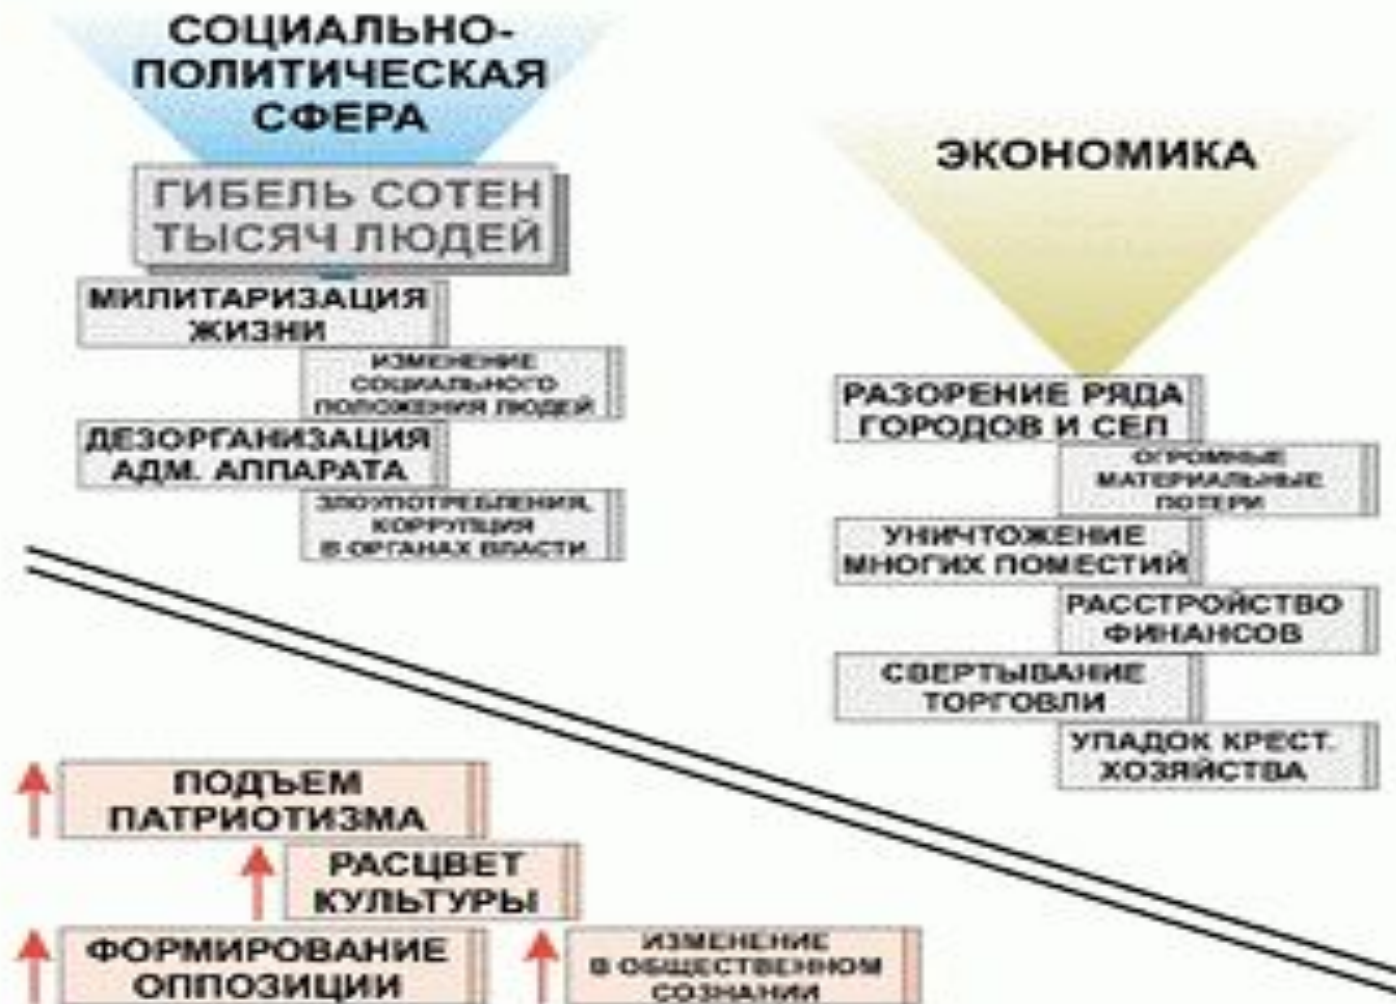 СОЦИАЛЬНО-
ПОЛИТИЧЕСКАЯ
СФЕРА
ГИБЕЛЬ СОТЕН
ТЫСЯЧ ЛЮДЕЙ
МИЛИТАРИЗАЦИЯ
ЖИЗНИ
ИЗМЕНЕНИЕ
СОЦИАЛЬНОГО
ПОЛОЖЕНИЯ ЛЮДЕЙ
ДЕЗОРГАНИЗАЦИЯ
АДМ. АППАРАТА
ЗЛОУПОТРЕБЛЕНИЯ,
КОРРУПЦИЯ
В ОРГАНАХ ВЛАСТИ
ЭКОНОМИКА
РАЗОРЕНИЕ РЯДА
ГОРОДОВ И СЕЛ
ОГРОМНЫЕ
МАТЕРИАЛЬНЫЕ
ПОТЕРИ
УНИЧТОЖЕНИЕ
МНОГИХ ПОМЕСТИЙ
РАССТРОЙСТВО
ФИНАНСОВ
СВЕРТЫВАНИЕ
ТОРГОВЛИ
УПАДОК КРЕСТ.
ХОЗЯЙСТВА
ПОДЪЕМ
ПАТРИОТИЗМА
РАСЦВЕТ
КУЛЬТУРЫ
ФОРМИРОВАНИЕ
ОППОЗИЦИИ
ИЗМЕНЕНИЕ
В ОБЩЕСТВЕННОМ
СОЗНАНИИ